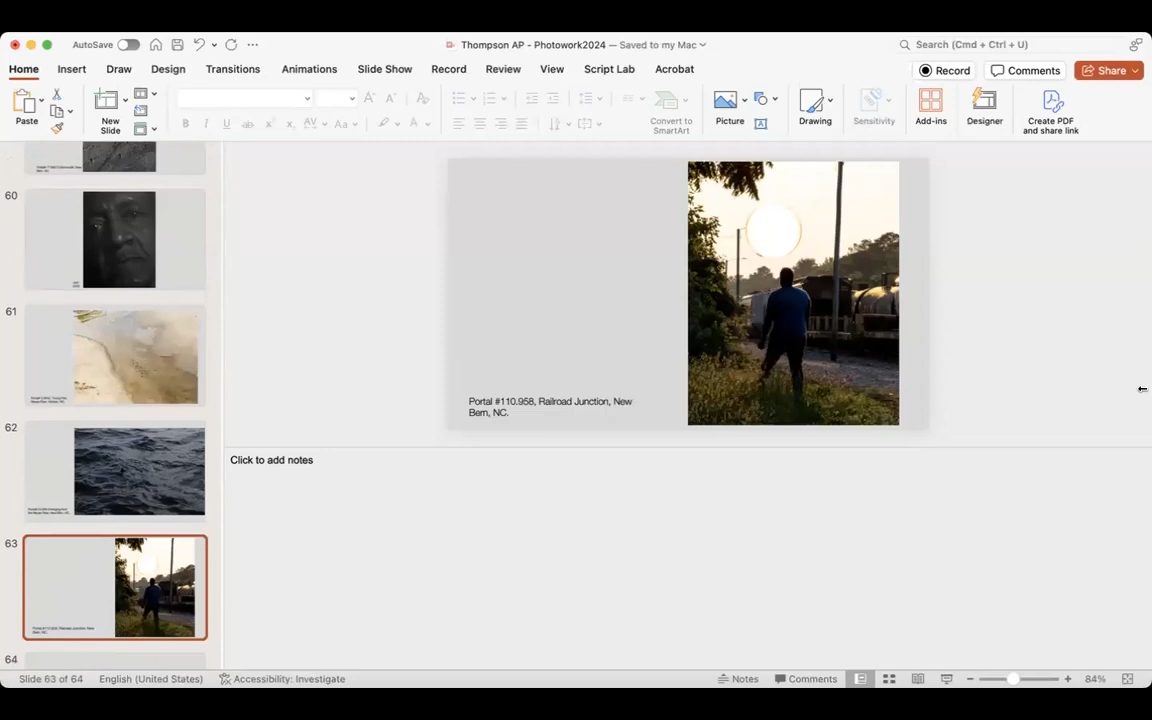 AutoSave
Thompson AP - Photowork2024 — Saved to my Mac
Search (Cmd + Ctrl + U)
Home Insert Draw Design Transitions Animations Slide Show Record Review View Script Lab Acrobat
Record Comments Share
Paste
New
Slide
Convert to
SmartArt
Picture
Drawing
Sensitivity
Add-ins
Designer
Create PDF
and share link
60
61
62
63
64
Portal #110.958, Railroad Junction, New
Bern, NC.
Click to add notes
Slide 63 of 64 English (United States) Accessibility: Investigate Notes Comments 84%